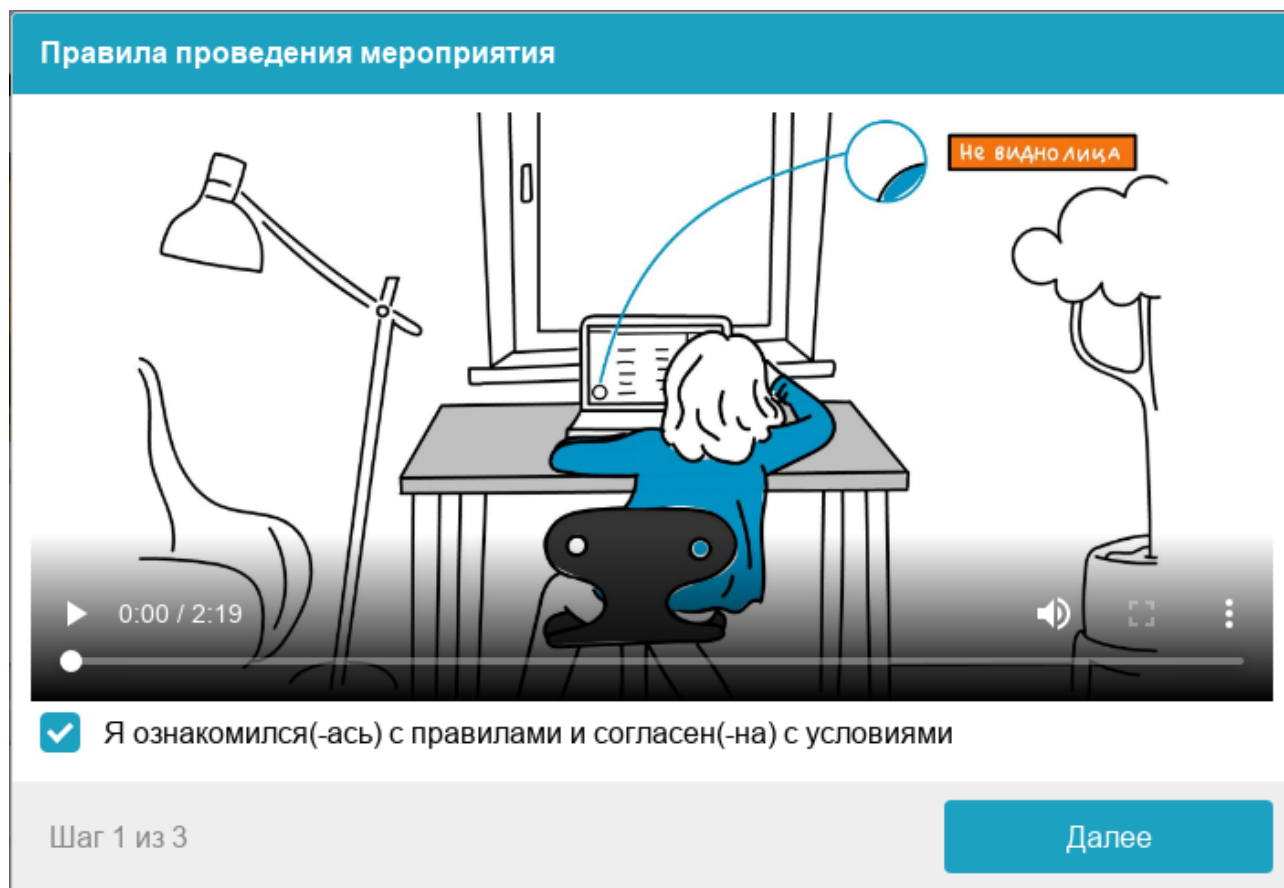 Правила проведения мероприятия
Не видно лица
0:00 / 2:19
Я ознакомился(-ась) с правилами и согласен(-на) с условиями
Шаг 1 из 3
Далее